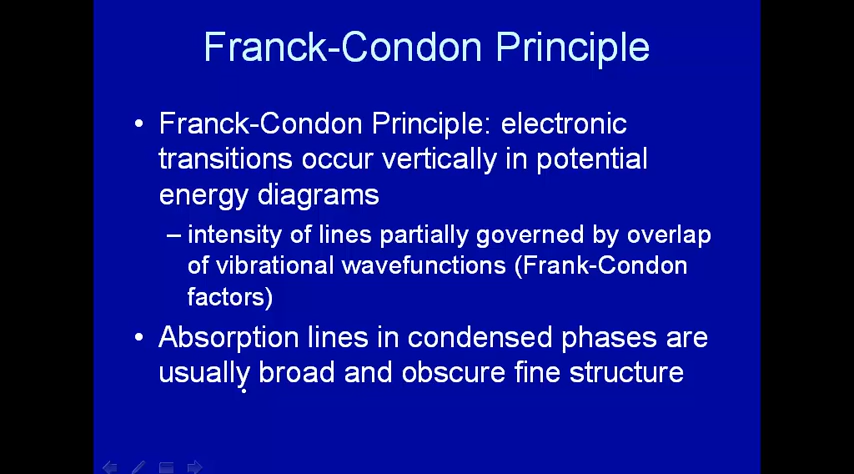 Franck-Condon Principle
• Franck-Condon Principle: electronic
transitions occur vertically in potential
energy diagrams
– intensity of lines partially governed by overlap
of vibrational wavefunctions (Frank-Condon
factors)
• Absorption lines in condensed phases are
usually broad and obscure fine structure